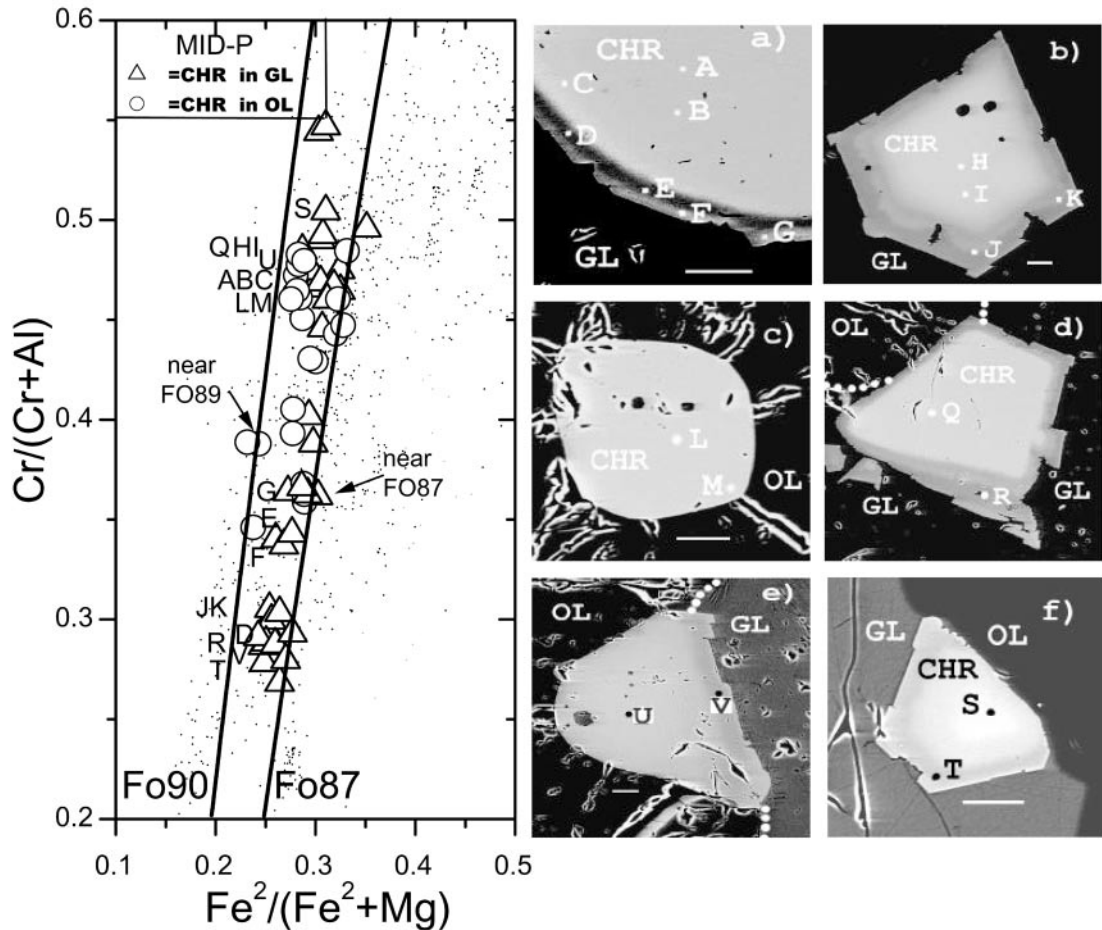 0.6
0.5
0.4
0.3
0.2
Cr/(Cr+Al)
MID-P
=CHR in GL
=CHR in OL
S
Q HI
U
ABC
LM
near
FO89
near
FO87
G
E
F
JK
D
R
V
T
Fo90
Fo87
0.1
0.2
0.3
0.4
0.5
Fe²/(Fe²+Mg)
a)
CHR
A
C
B
D
E
F
G
GL
b)
CHR
H
I
K
J
GL
c)
L
CHR
M
OL
d)
OL
CHR
Q
R
GL
GL
e)
OL
GL
U
V
f)
GL
OL
CHR
S
T